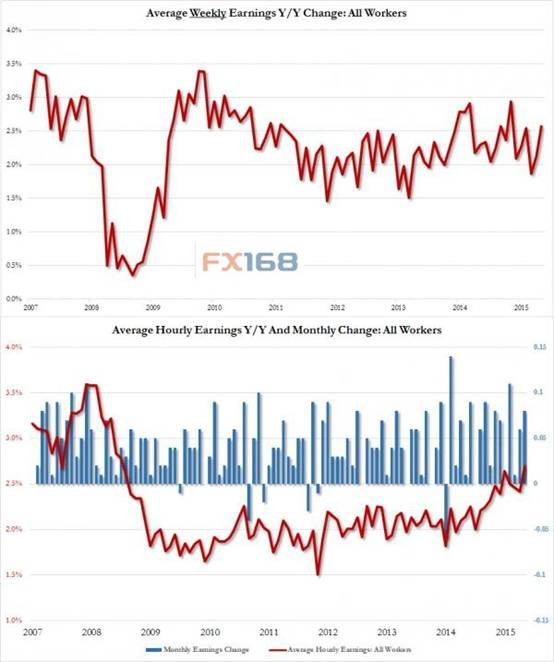 Average Weekly Earnings Y/Y Change: All Workers
4.0%
3.5%
3.0%
2.5%
2.0%
1.5%
1.0%
0.5%
0.0%
2007 2008 2009 2010 2011 2012 2013 2014 2015
FX168
Average Hourly Earnings Y/Y And Monthly Change: All Workers
4.0% 0.15
3.5% 0.1
3.0% 0.05
2.5% 0
2.0% -0.05
1.5% -0.1
1.0% -0.15
2007 2008 2009 2010 2011 2012 2013 2014 2015
Monthly Earnings Change Average Hourly Earnings: All Workers